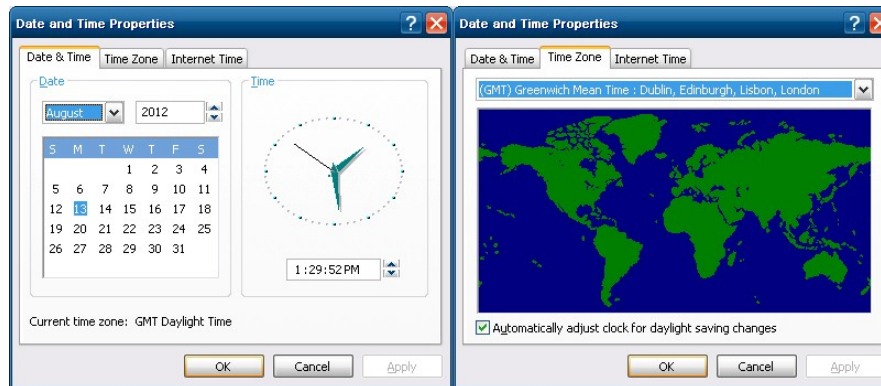 Date and Time Properties
Date & Time
Time Zone
Internet Time
Date
August
2012
S M T W T F S
1 2 3 4
5 6 7 8 9 10 11
12 13 14 15 16 17 18
19 20 21 22 23 24 25
26 27 28 29 30 31
Time
1:29:52 PM
Current time zone: GMT Daylight Time
OK
Cancel
Apply
Date and Time Properties
Date & Time
Time Zone
Internet Time
(GMT) Greenwich Mean Time : Dublin, Edinburgh, Lisbon, London
Automatically adjust clock for daylight saving changes
OK
Cancel
Apply